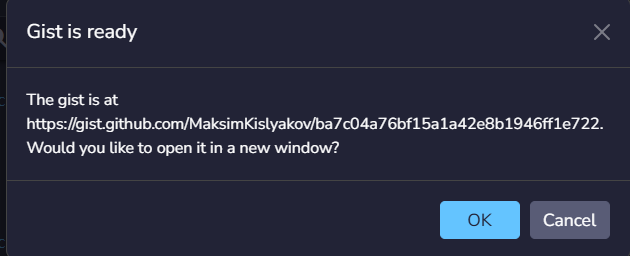 Gist is ready
The gist is at
https://gist.github.com/MaksimKislyakov/ba7c04a76bf15a1a42e8b1946ff1e722.
Would you like to open it in a new window?
OK
Cancel